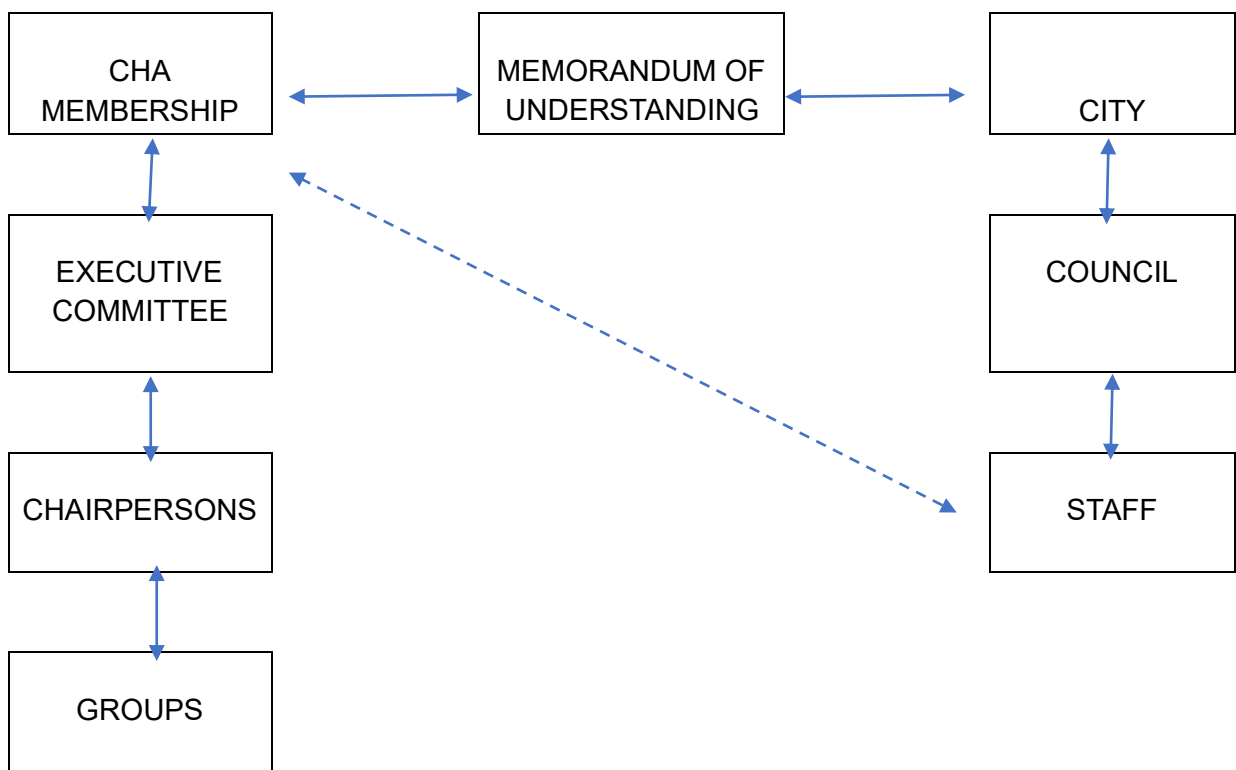 CHA
MEMBERSHIP
MEMORANDUM OF
UNDERSTANDING
CITY
EXECUTIVE
COMMITTEE
COUNCIL
CHAIRPERSONS
STAFF
GROUPS